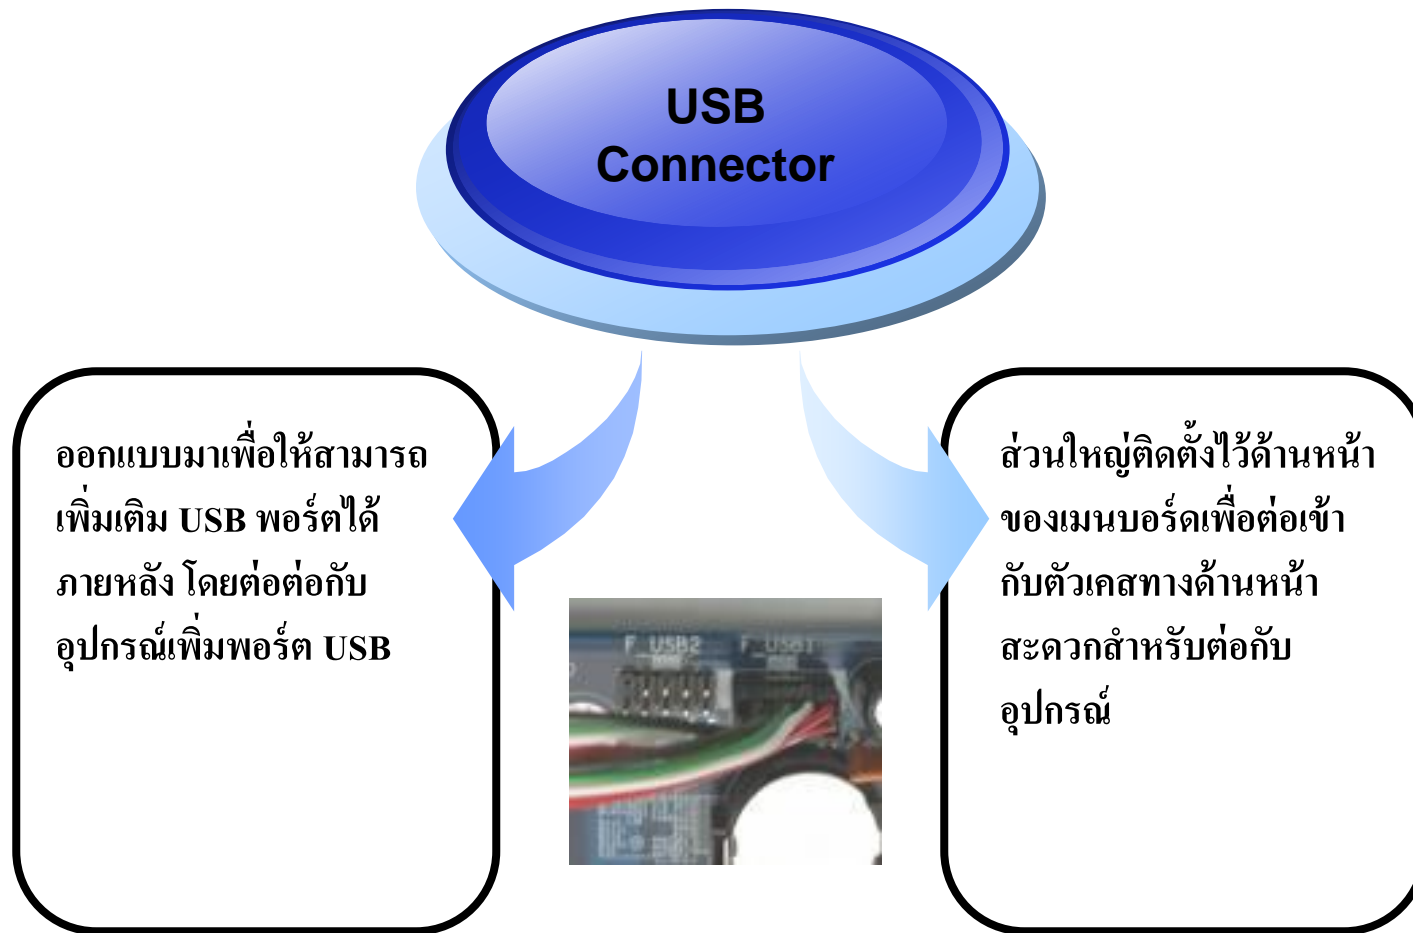 USB
Connector
ออกแบบมาเพื่อให้สามารถ
เพิ่มเติม USB พอร์ตได้
ภายหลัง โดยต่อต่อกับ
อุปกรณ์เพิ่มพอร์ต USB
ส่วนใหญ่ติดตั้งไว้ด้านหน้า
ของเมนบอร์ดเพื่อต่อเข้า
กับตัวเคสทางด้านหน้า
สะดวกสำหรับต่อกับ
อุปกรณ์
F_USB2 F_USB1